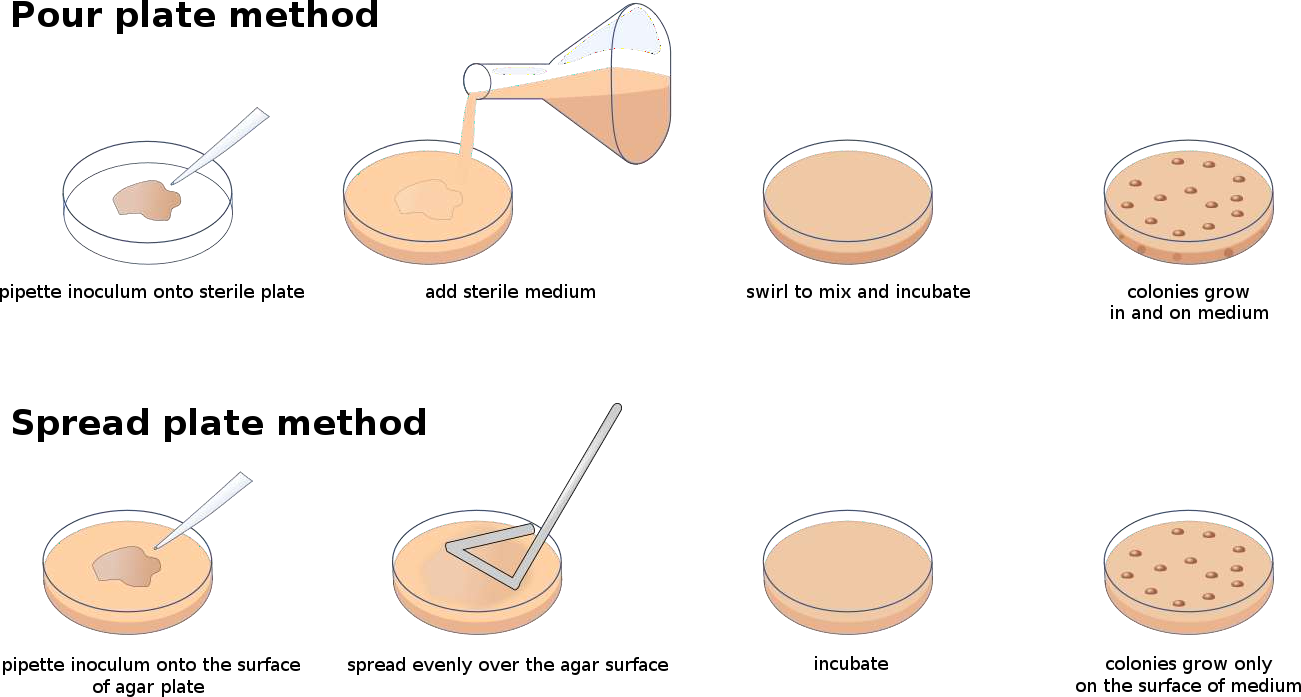 Pour plate method
pipette inoculum onto sterile plate
add sterile medium
swirl to mix and incubate
colonies grow
in and on medium
Spread plate method
pipette inoculum onto the surface
of agar plate
spread evenly over the agar surface
incubate
colonies grow only
on the surface of medium